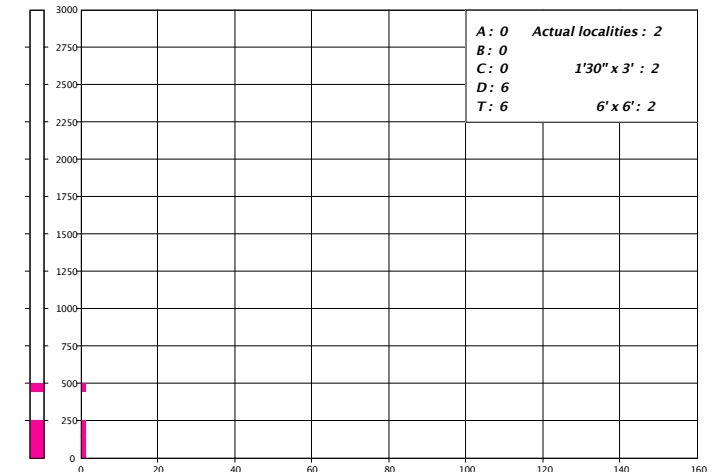 3000
2750
2500
2250
2000
1750
1500
1250
1000
750
500
250
0
A : 0 Actual localities : 2
B : 0
C : 0 1'30" x 3' : 2
D : 6
T : 6 6' x 6' : 2
0 20 40 60 80 100 120 140 160